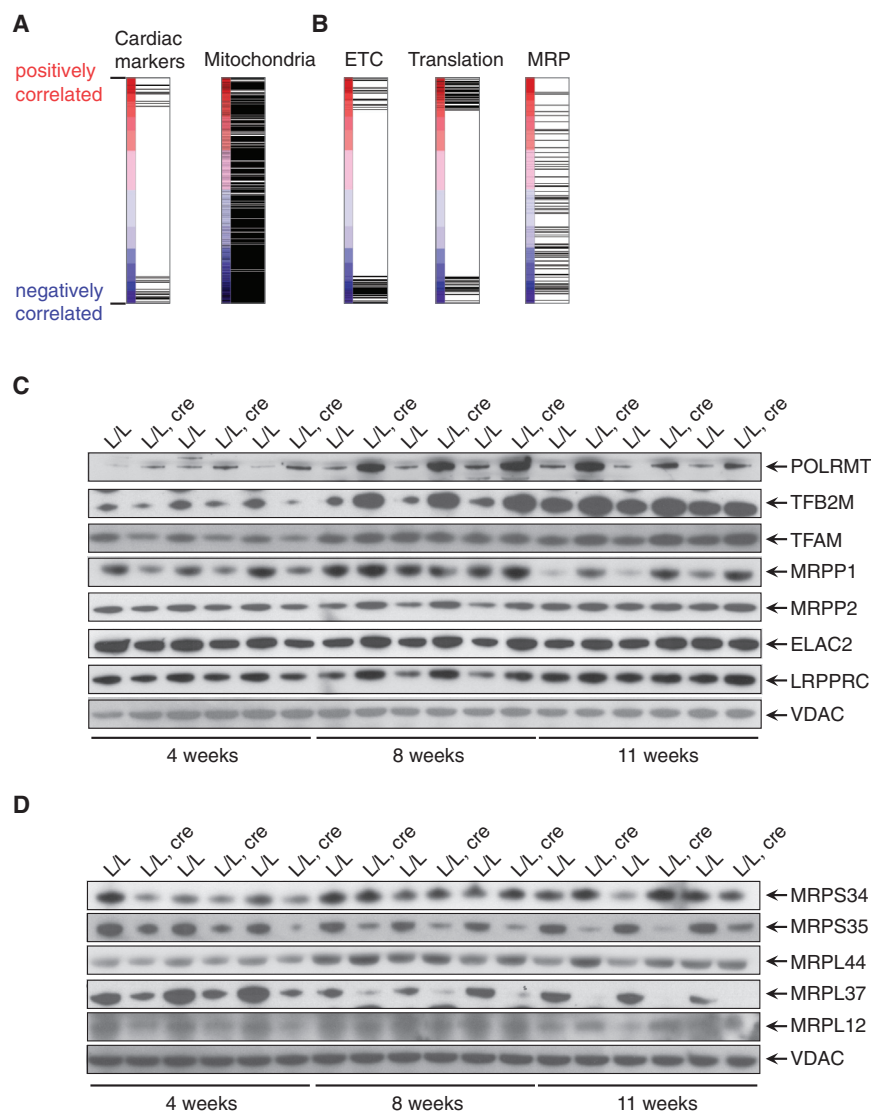 A
B
Cardiac
markers
Mitochondria
ETC
Translation
MRP
positively
correlated
negatively
correlated
C
L/L
L/L, cre
L/L
L/L, cre
L/L
L/L, cre
L/L
L/L, cre
L/L
L/L, cre
L/L
L/L, cre
L/L
L/L, cre
L/L
L/L, cre
L/L
L/L, cre
POLRMT
TFB2M
TFAM
MRPP1
MRPP2
ELAC2
LRPPRC
VDAC
4 weeks
8 weeks
11 weeks
D
L/L
L/L, cre
L/L
L/L, cre
L/L
L/L, cre
L/L
L/L, cre
L/L
L/L, cre
L/L
L/L, cre
L/L
L/L, cre
L/L
L/L, cre
L/L
L/L, cre
MRPS34
MRPS35
MRPL44
MRPL37
MRPL12
VDAC
4 weeks
8 weeks
11 weeks